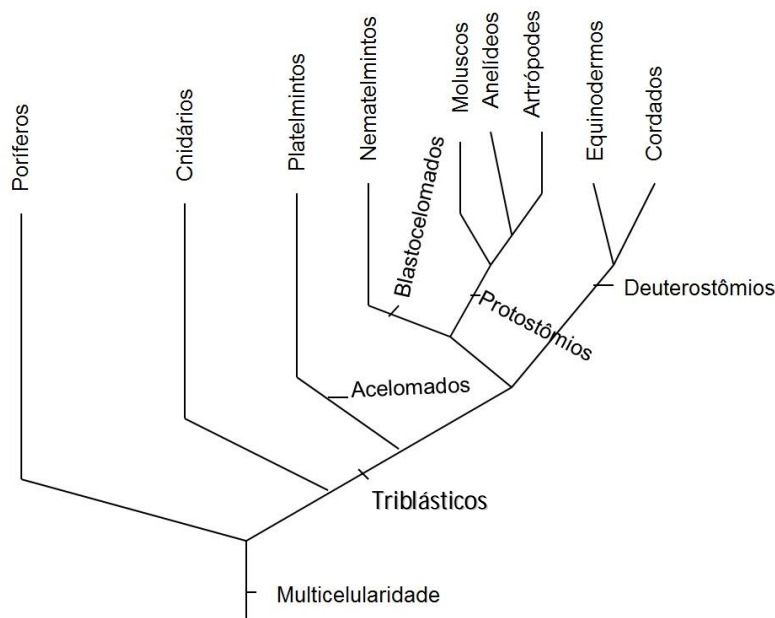 Poríferos
Cnidários
Platelmintos
Nematelmintos
Moluscos
Anelídeos
Artrópodes
Equinodermos
Cordados
Blastocelomados
Protostômios
Deuterostômios
Acelomados
Triblásticos
Multicelularidade